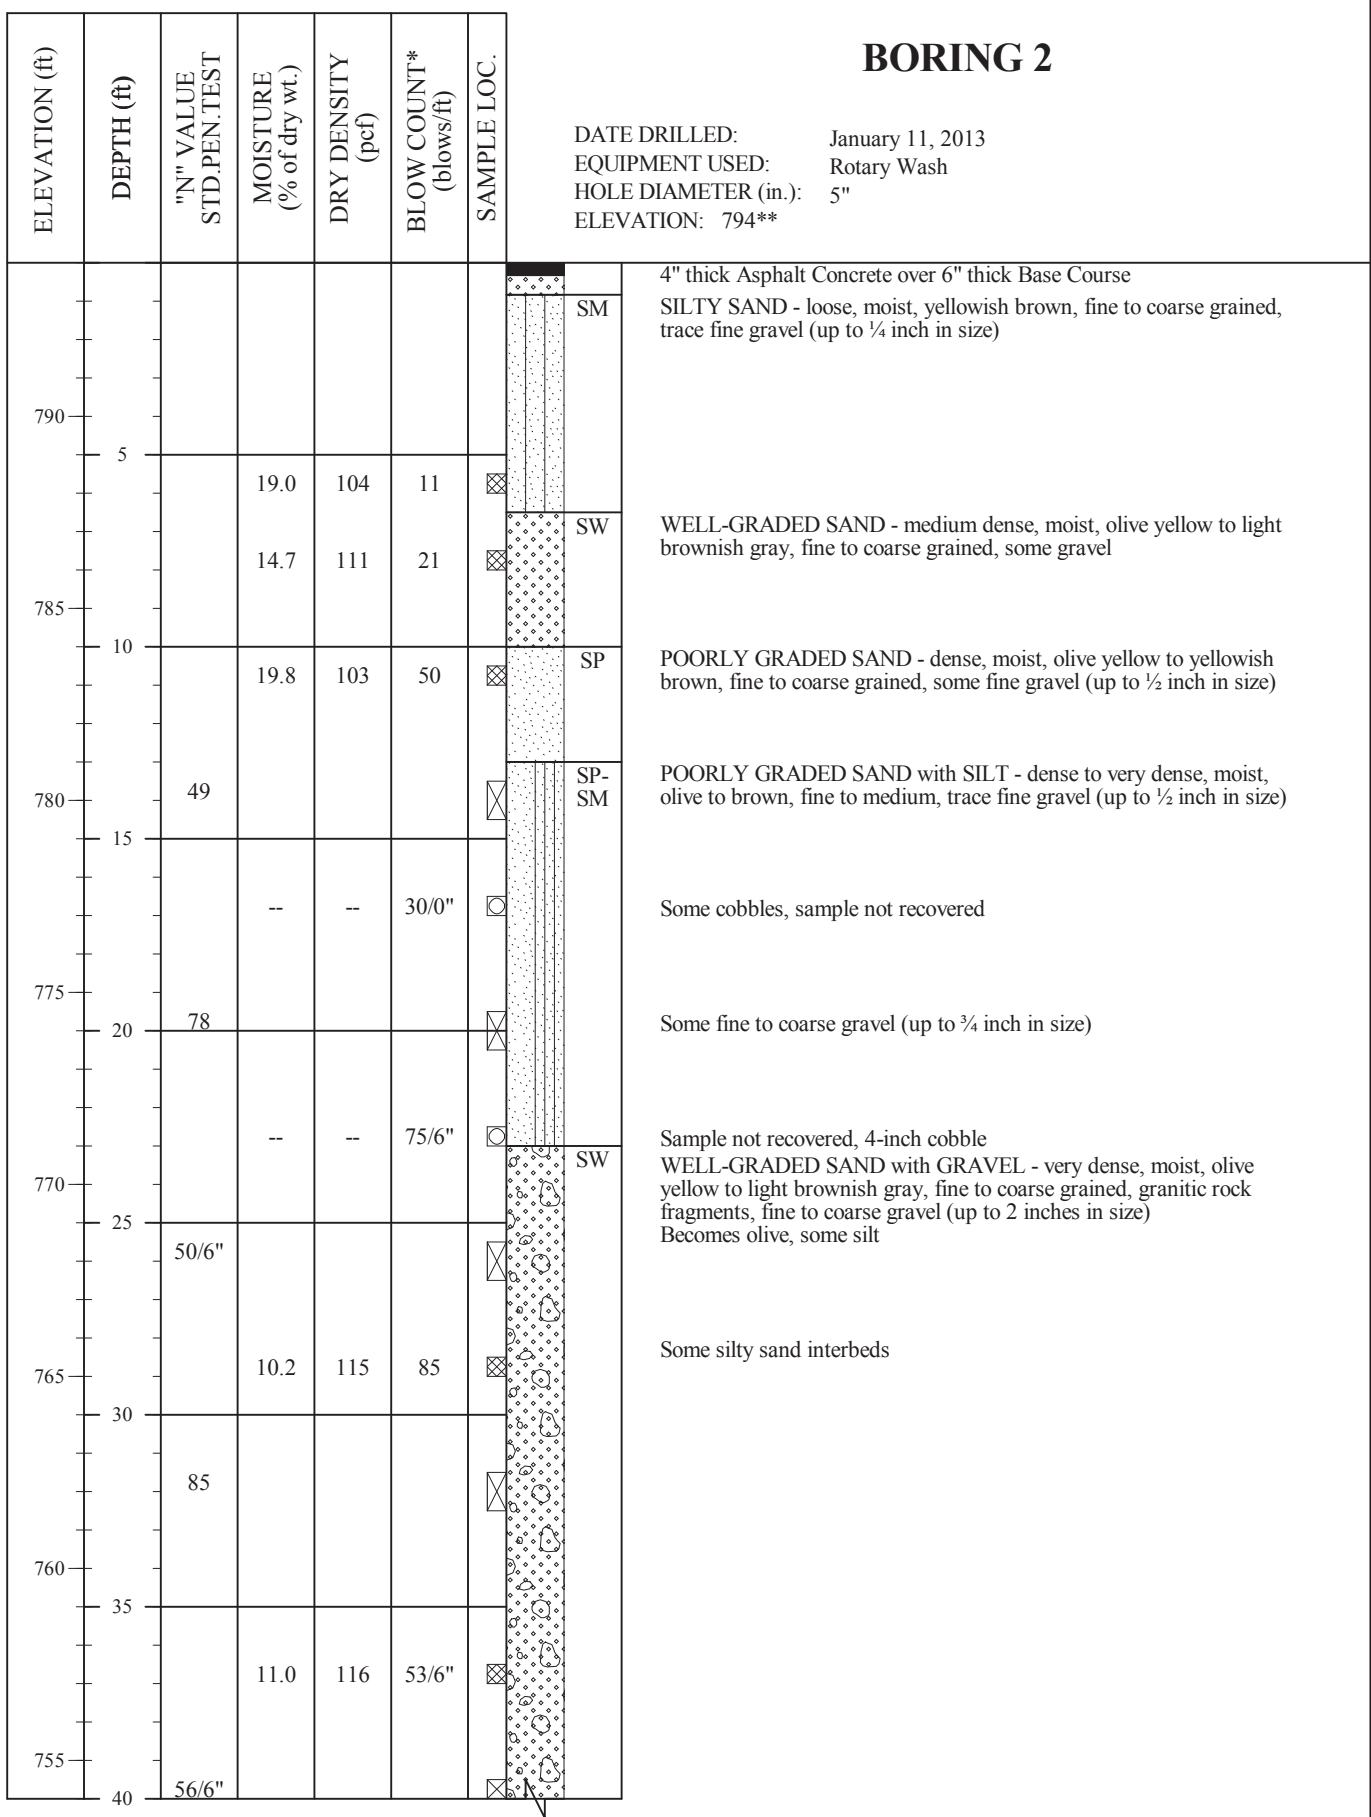 BORING 2
DATE DRILLED: January 11, 2013
EQUIPMENT USED: Rotary Wash
HOLE DIAMETER (in.): 5"
ELEVATION: 794**
ELEVATION (ft)
DEPTH (ft)
"N" VALUE
STD.PEN.TEST
MOISTURE
(% of dry wt.)
DRY DENSITY
(pcf)
BLOW COUNT*
(blows/ft)
SAMPLE LOC.
4" thick Asphalt Concrete over 6" thick Base Course
SM SILTY SAND - loose, moist, yellowish brown, fine to coarse grained,
trace fine gravel (up to ¼ inch in size)
790
5
19.0 104 11
SW WELL-GRADED SAND - medium dense, moist, olive yellow to light
brownish gray, fine to coarse grained, some gravel
14.7 111 21
785
10
SP POORLY GRADED SAND - dense, moist, olive yellow to yellowish
brown, fine to coarse grained, some fine gravel (up to ½ inch in size)
19.8 103 50
SP-
SM
POORLY GRADED SAND with SILT - dense to very dense, moist,
olive to brown, fine to medium, trace fine gravel (up to ½ inch in size)
49
780
15
-- -- 30/0" Some cobbles, sample not recovered
775
78 Some fine to coarse gravel (up to ¾ inch in size)
20
-- -- 75/6" Sample not recovered, 4-inch cobble
SW WELL-GRADED SAND with GRAVEL - very dense, moist, olive
yellow to light brownish gray, fine to coarse grained, granitic rock
fragments, fine to coarse gravel (up to 2 inches in size)
770
25
Becomes olive, some silt
50/6"
Some silty sand interbeds
10.2 115 85
765
30
85
760
35
11.0 116 53/6"
755
56/6"
40